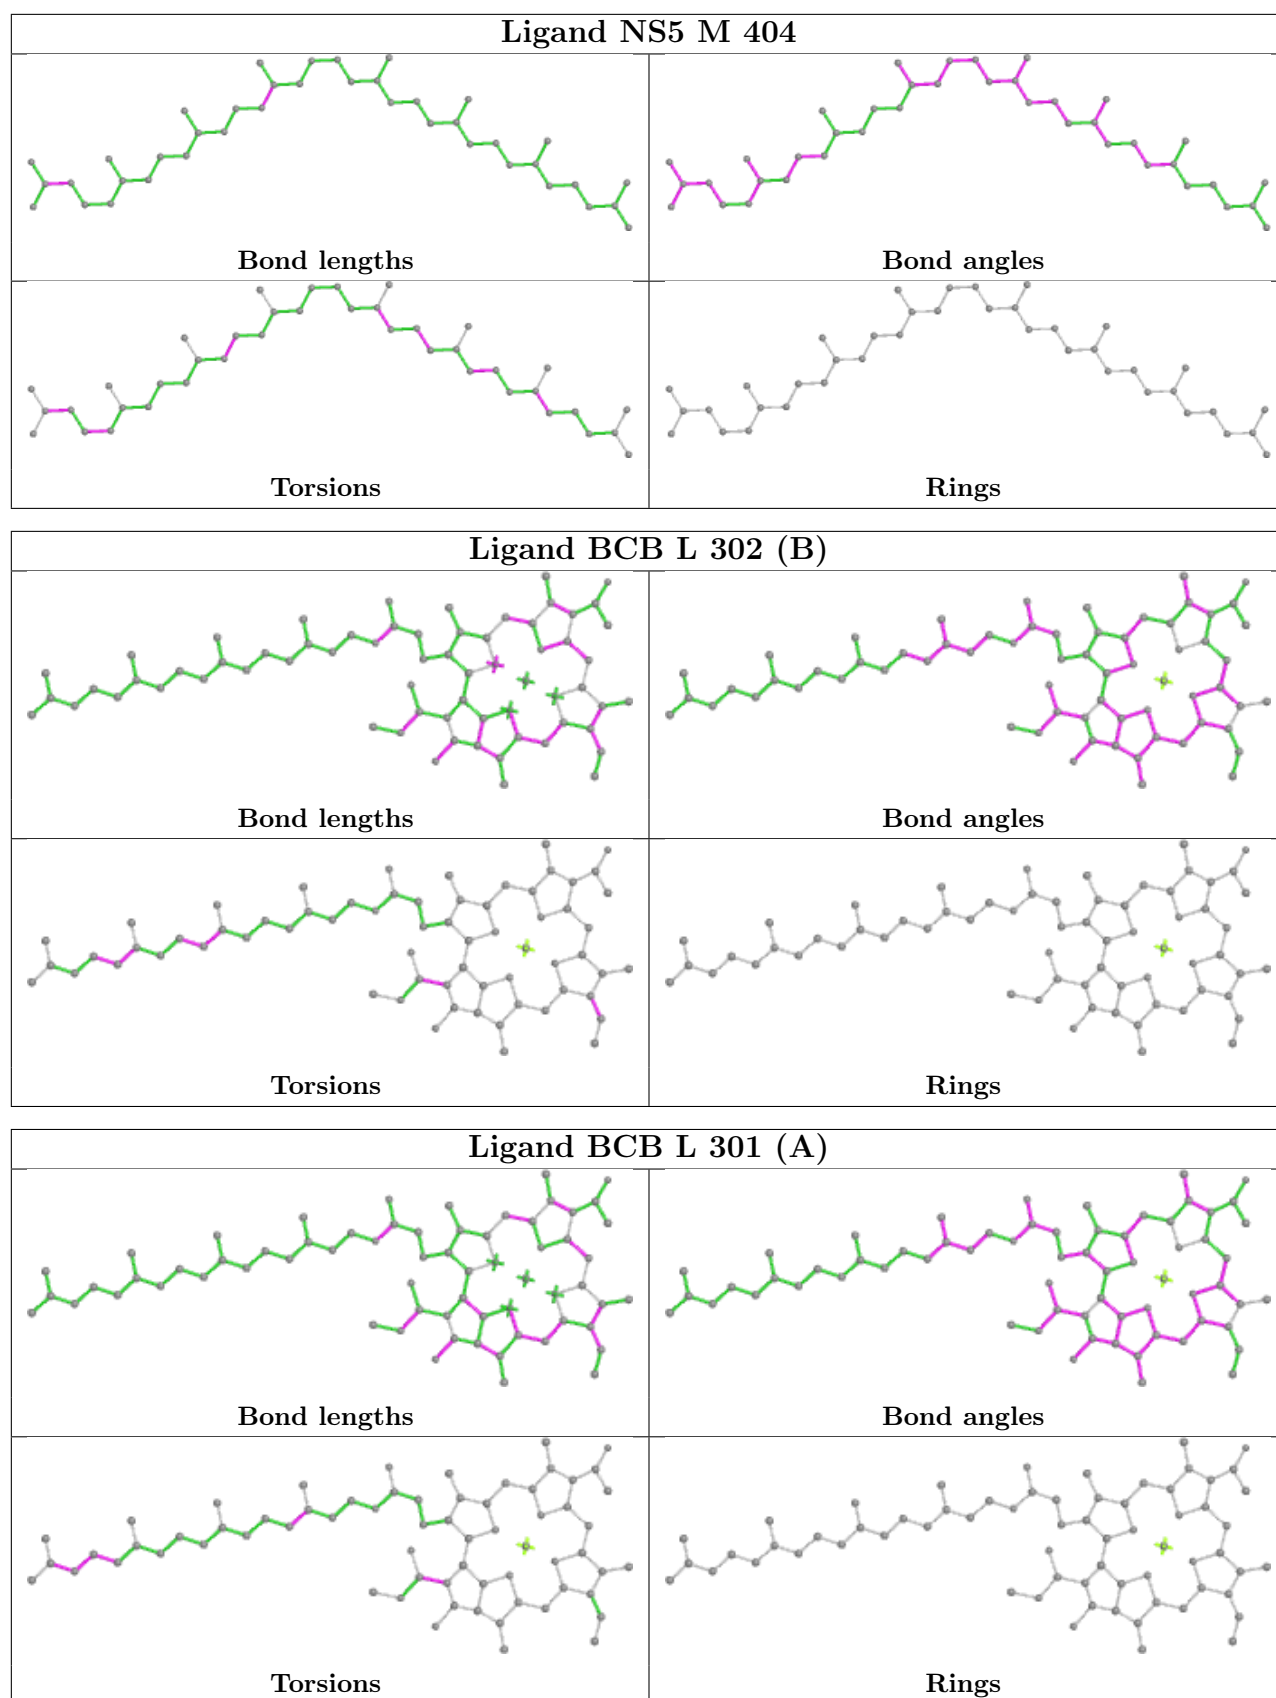 Ligand NS5 M 404
Bond lengths
Bond angles
Torsions
Rings
Ligand BCB L 302 (B)
Bond lengths
Bond angles
Torsions
Rings
Ligand BCB L 301 (A)
Bond lengths
Bond angles
Torsions
Rings